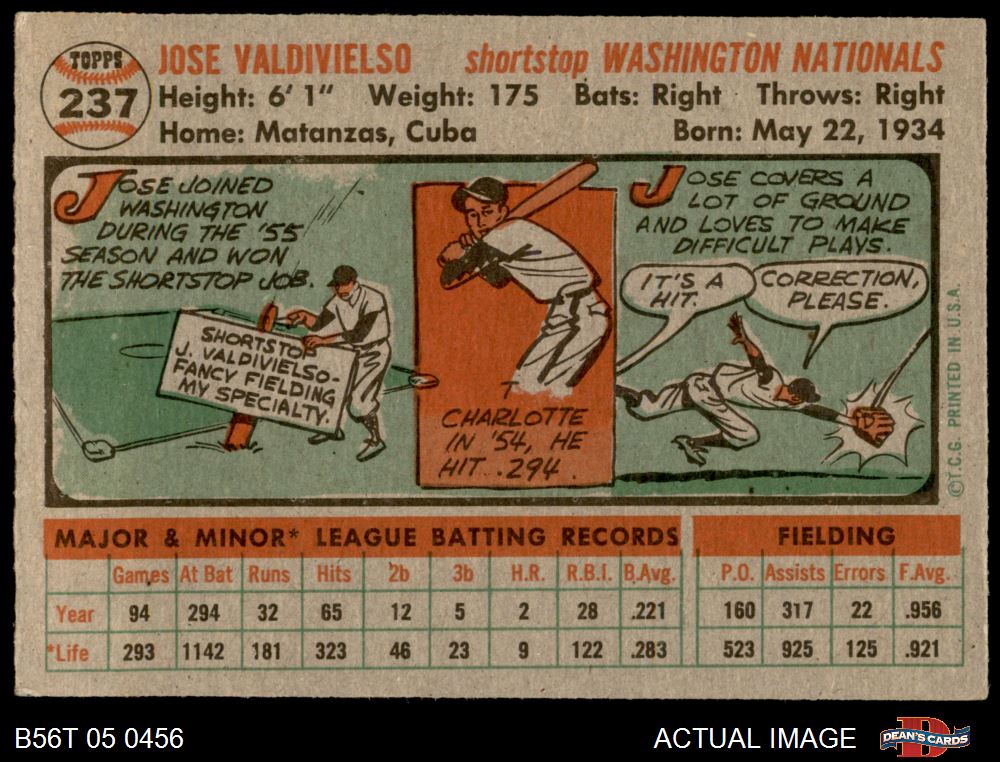 TOPPS
237
JOSE VALDIVIELSO shortstop WASHINGTON NATIONALS
Height: 6' 1" Weight: 175 Bats: Right Throws: Right
Home: Matanzas, Cuba Born: May 22, 1934
JOSE JOINED
WASHINGTON
DURING THE '55
SEASON AND WON
THE SHORTSTOP JOB.
SHORTSTOP
J. VALDIVIELSO-
FANCY FIELDING
MY SPECIALTY.
T
CHARLOTTE
IN '54, HE
HIT .294
JOSE COVERS A
LOT OF GROUND
AND LOVES TO MAKE
DIFFICULT PLAYS.
IT'S A
HIT.
CORRECTION,
PLEASE.
©T.C.G. PRINTED IN U.S.A.
MAJOR & MINOR* LEAGUE BATTING RECORDS FIELDING
Games At Bat Runs Hits 2b 3b H.R. R.B.I. B.Avg. P.O. Assists Errors F.Avg.
Year 94 294 32 65 12 5 2 28 .221 160 317 22 .956
*Life 293 1142 181 323 46 23 9 122 .283 523 925 125 .921
B56T 05 0456 ACTUAL IMAGE
D
DEAN'S CARDS